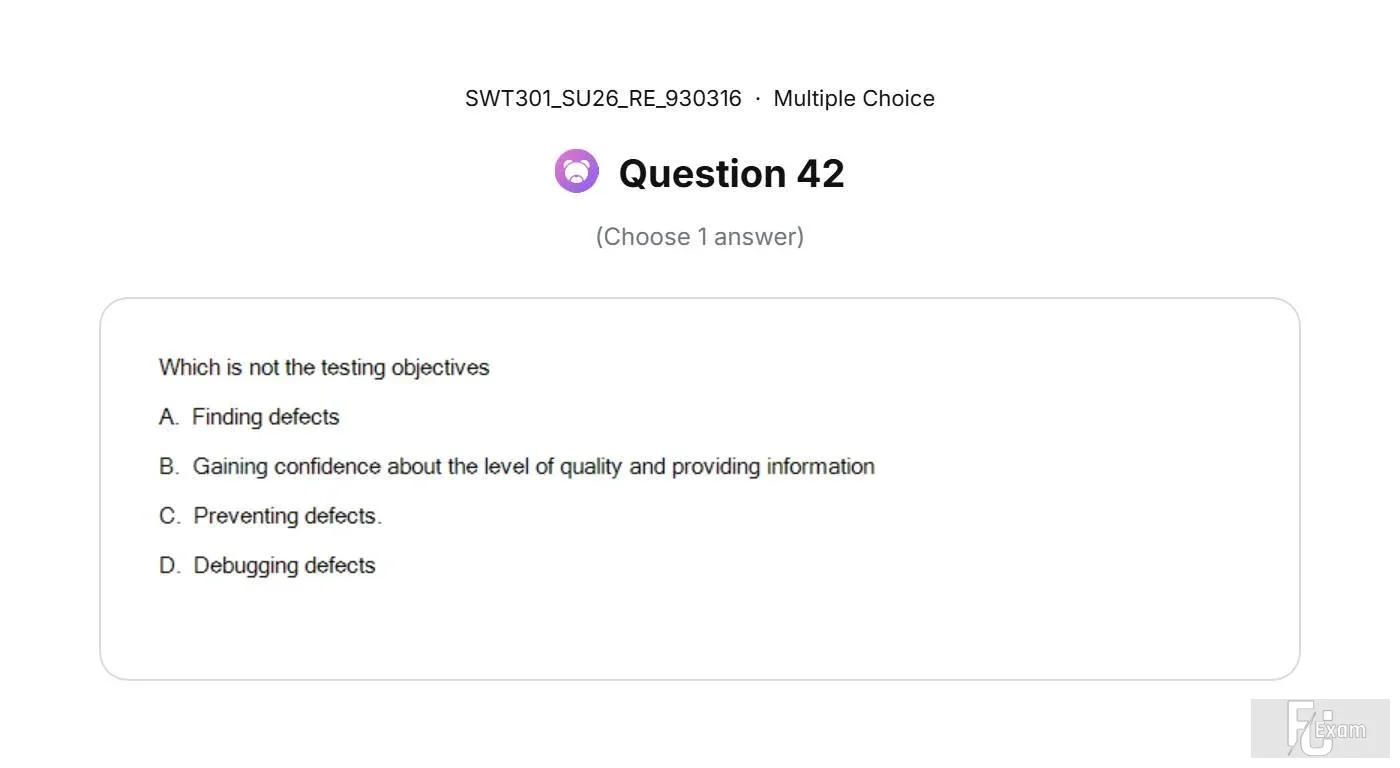 SWT301_SU26_RE_930316 · Multiple Choice
Question 42
(Choose 1 answer)
Which is not the testing objectives
A. Finding defects
B. Gaining confidence about the level of quality and providing information
C. Preventing defects.
D. Debugging defects
FU Exam